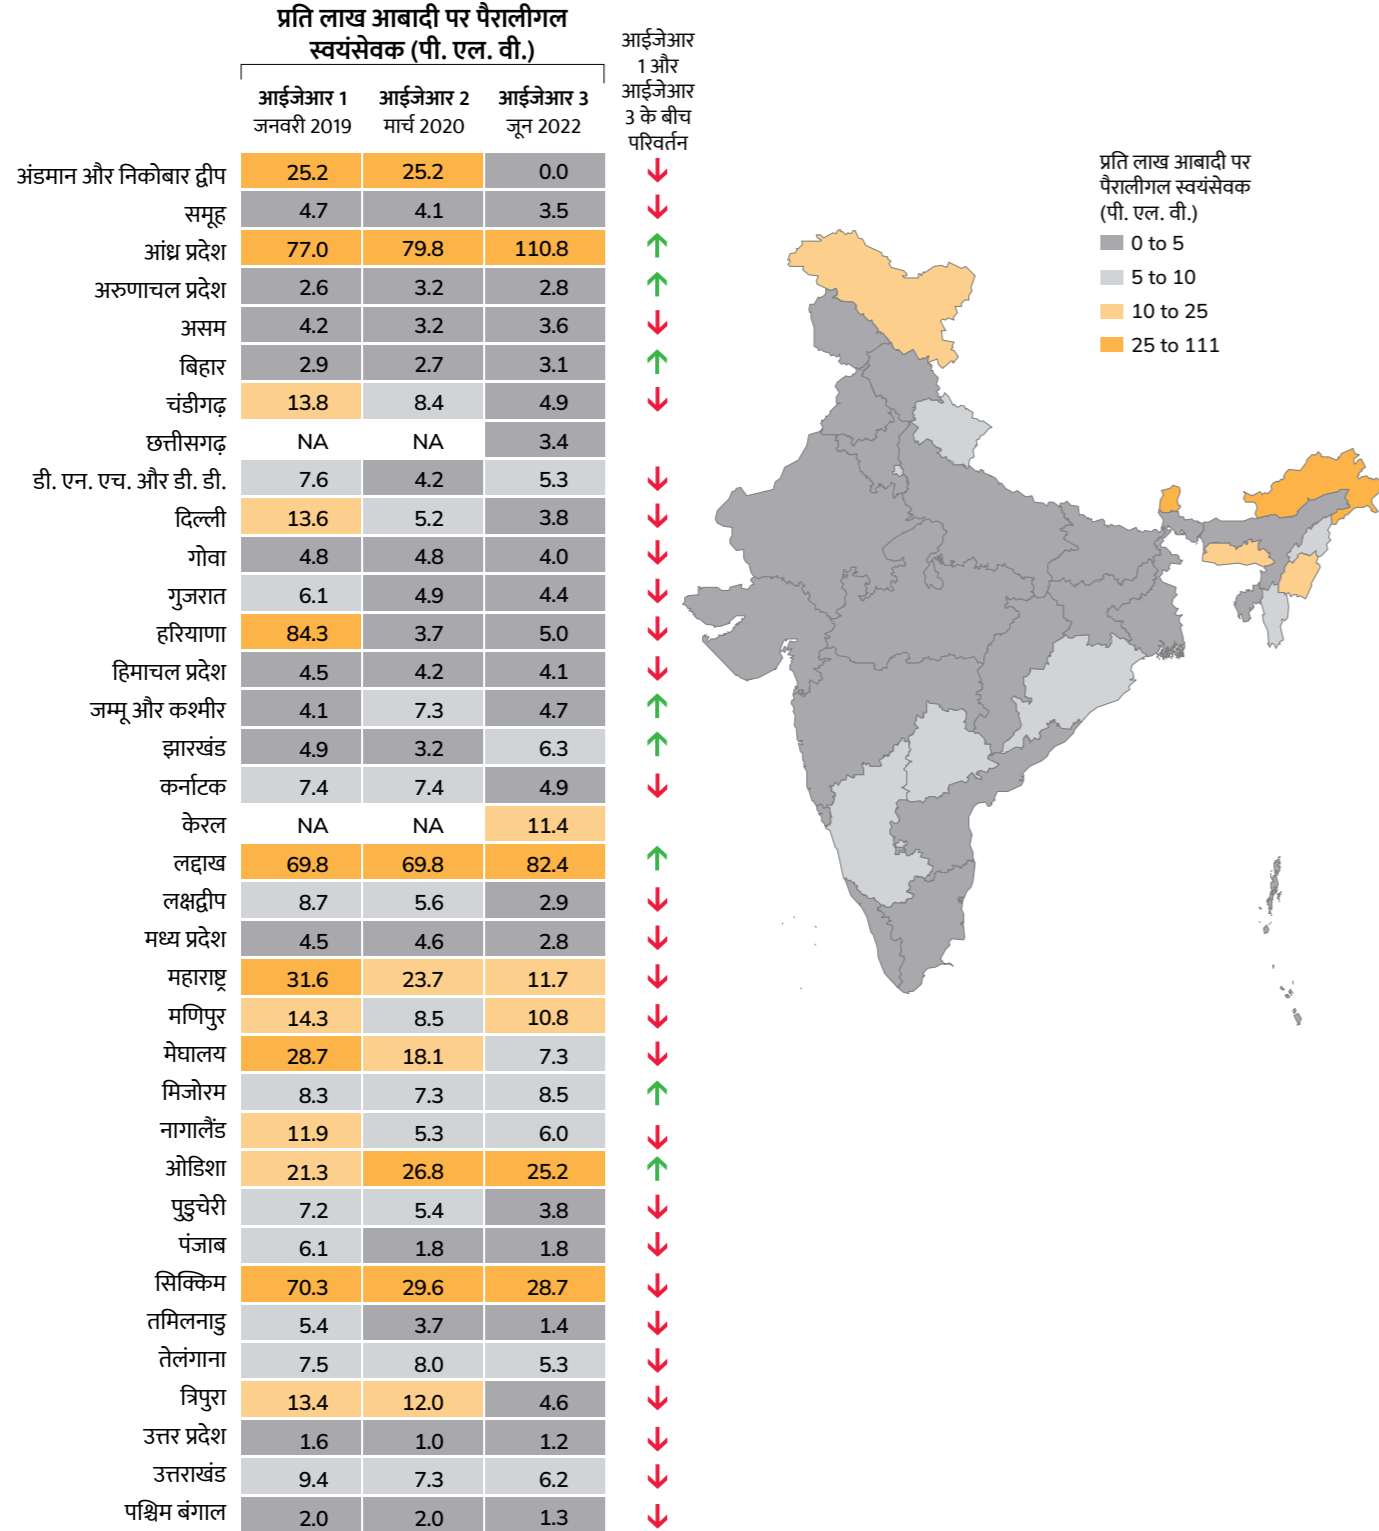 प्रति लाख आबादी पर पैरालीगल
स्वयंसेवक (पी. एल. वी.)
आईजेआर 1 आईजेआर 2 आईजेआर 3
जनवरी 2019 मार्च 2020 जून 2022
आईजेआर
1 और
आईजेआर
3 के बीच
परिवर्तन
अंडमान और निकोबार द्वीप 25.2 25.2 0.0 ↓
समूह 4.7 4.1 3.5 ↓
आंध्र प्रदेश 77.0 79.8 110.8 ↑
अरुणाचल प्रदेश 2.6 3.2 2.8 ↑
असम 4.2 3.2 3.6 ↓
बिहार 2.9 2.7 3.1 ↑
चंडीगढ़ 13.8 8.4 4.9 ↓
छत्तीसगढ़ NA NA 3.4
डी. एन. एच. और डी. डी. 7.6 4.2 5.3 ↓
दिल्ली 13.6 5.2 3.8 ↓
गोवा 4.8 4.8 4.0 ↓
गुजरात 6.1 4.9 4.4 ↓
हरियाणा 84.3 3.7 5.0 ↓
हिमाचल प्रदेश 4.5 4.2 4.1 ↓
जम्मू और कश्मीर 4.1 7.3 4.7 ↑
झारखंड 4.9 3.2 6.3 ↑
कर्नाटक 7.4 7.4 4.9 ↓
केरल NA NA 11.4
लद्दाख 69.8 69.8 82.4 ↑
लक्षद्वीप 8.7 5.6 2.9 ↓
मध्य प्रदेश 4.5 4.6 2.8 ↓
महाराष्ट्र 31.6 23.7 11.7 ↓
मणिपुर 14.3 8.5 10.8 ↓
मेघालय 28.7 18.1 7.3 ↓
मिजोरम 8.3 7.3 8.5 ↑
नागालैंड 11.9 5.3 6.0 ↓
ओडिशा 21.3 26.8 25.2 ↑
पुडुचेरी 7.2 5.4 3.8 ↓
पंजाब 6.1 1.8 1.8 ↓
सिक्किम 70.3 29.6 28.7 ↓
तमिलनाडु 5.4 3.7 1.4 ↓
तेलंगाना 7.5 8.0 5.3 ↓
त्रिपुरा 13.4 12.0 4.6 ↓
उत्तर प्रदेश 1.6 1.0 1.2 ↓
उत्तराखंड 9.4 7.3 6.2 ↓
पश्चिम बंगाल 2.0 2.0 1.3 ↓
प्रति लाख आबादी पर
पैरालीगल स्वयंसेवक
(पी. एल. वी.)
0 to 5
5 to 10
10 to 25
25 to 111